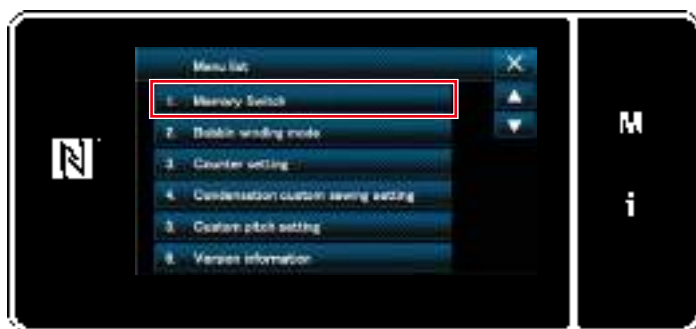 Menu list
1. Memory Switch
2. Bobbin winding mode
3. Counter setting
4. Condensation custom sewing setting
5. Custom pitch setting
6. Version information
M
i